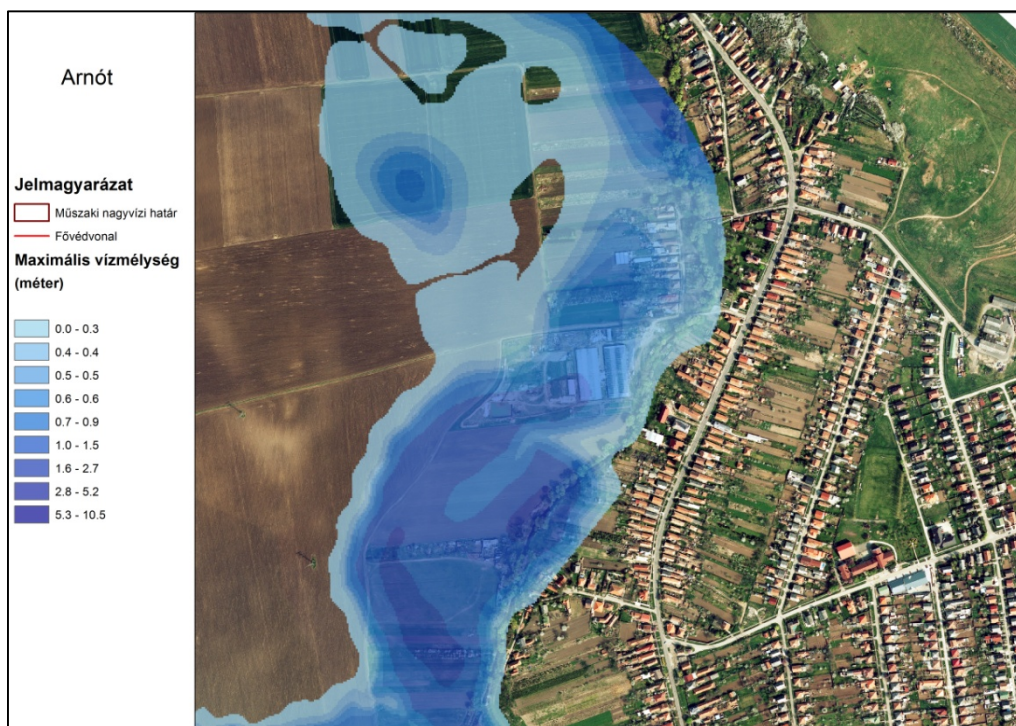 Arnót
Jelmagyarázat
Műszaki nagyvízi határ
Fővédvonal
Maximális vízmélység
(méter)
0.0 - 0.3
0.4 - 0.4
0.5 - 0.5
0.6 - 0.6
0.7 - 0.9
1.0 - 1.5
1.6 - 2.7
2.8 - 5.2
5.3 - 10.5